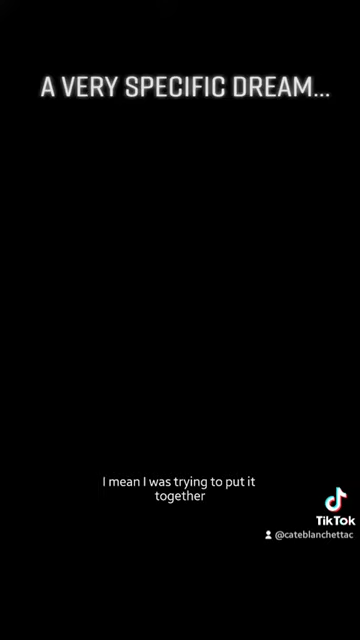 A VERY SPECIFIC DREAM...
I mean I was trying to put it
together
TikTok
@cateblanchettac